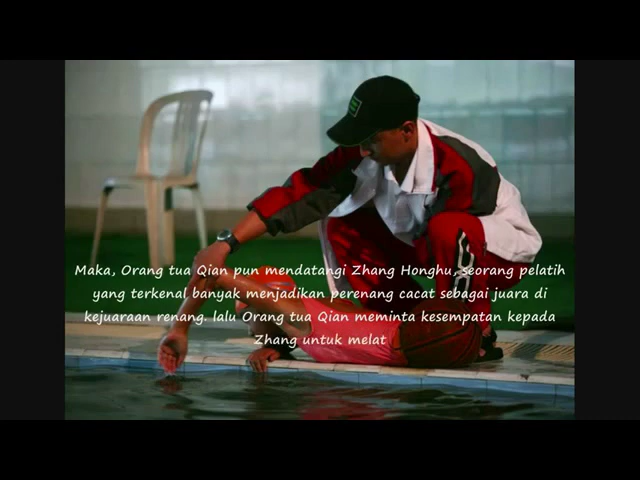 Maka, Orang tua Qian pun mendatangi Zhang Honghu, seorang pelatih
yang terkenal banyak menjadikan perenang cacat sebagai juara di
kejuaraan renang. lalu Orang tua Qian meminta kesempatan kepada
Zhang untuk melat